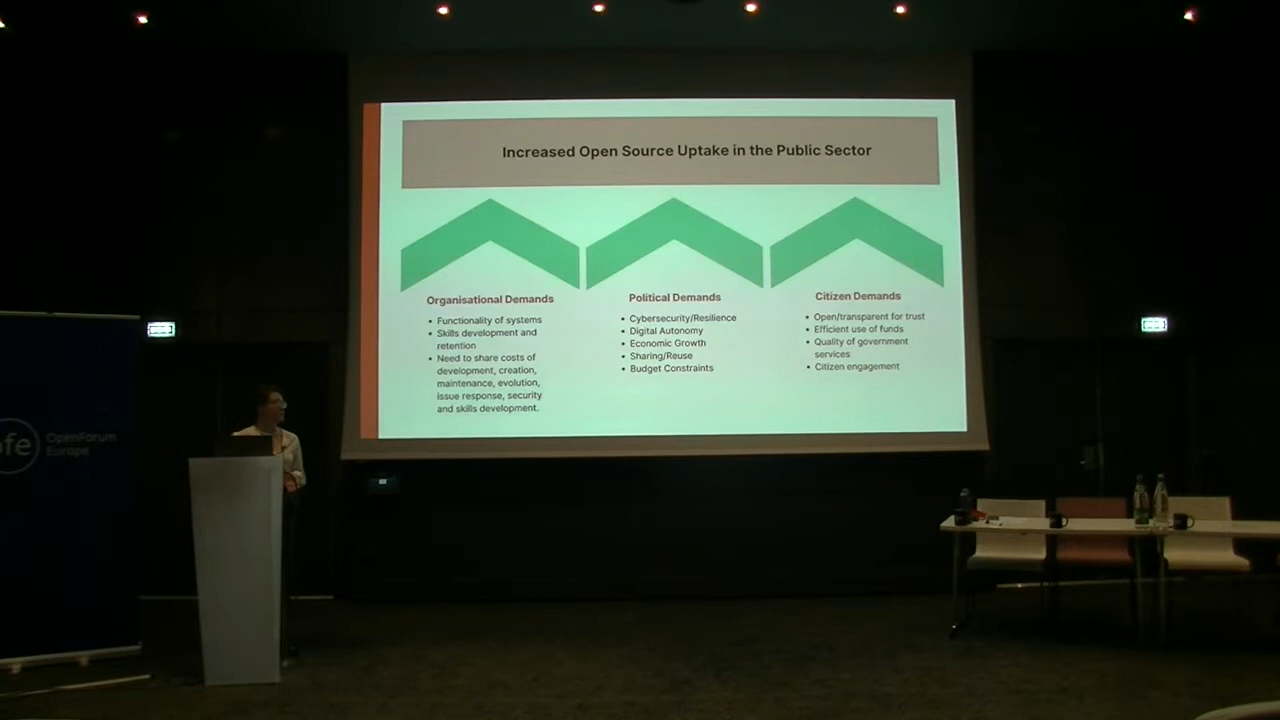 Increased Open Source Uptake in the Public Sector
Organisational Demands
• Functionality of systems
• Skills development and
retention
• Need to share costs of
development, creation,
maintenance, evolution,
issue response, security
and skills development.
Political Demands
• Cybersecurity/Resilience
• Digital Autonomy
• Economic Growth
• Sharing/Reuse
• Budget Constraints
Citizen Demands
• Open/transparent for trust
• Efficient use of funds
• Quality of government
services
• Citizen engagement
ofe
OpenForum
Europe